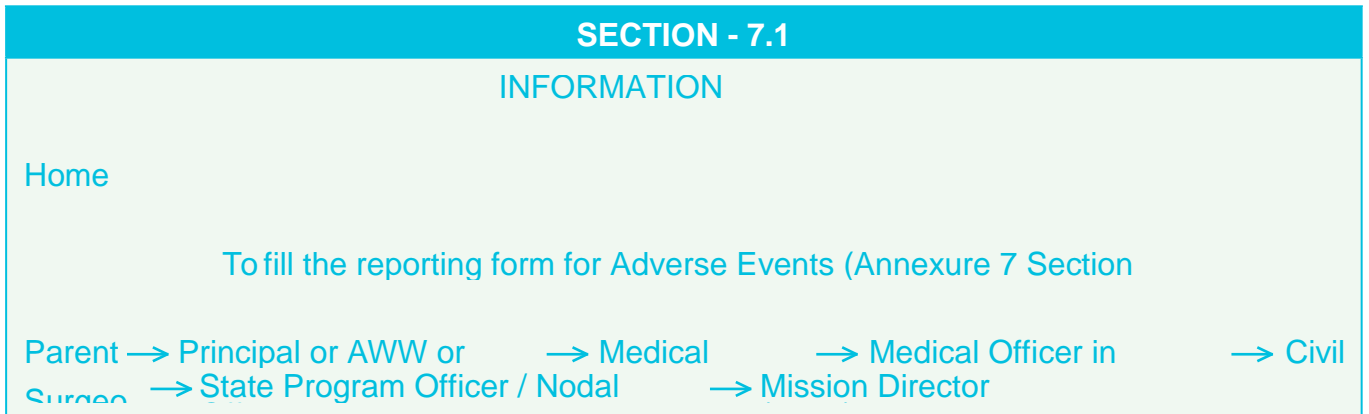 SECTION - 7.1
INFORMATION
Home
To fill the reporting form for Adverse Events (Annexure 7 Section
Parent → Principal or AWW or → Medical → Medical Officer in → Civil
Surgeo → State Program Officer / Nodal → Mission Director